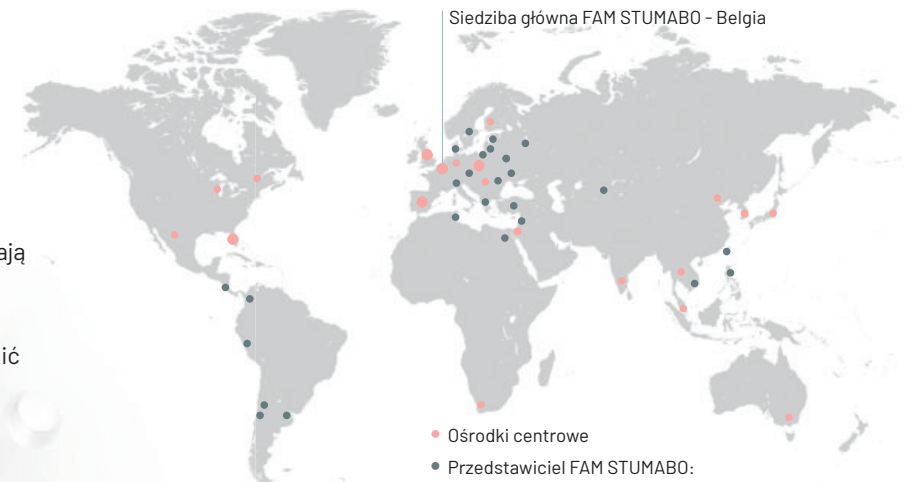 Siedziba główna FAM STUMABO - Belgia
ają
ić
Ośrodki centrowe
Przedstawiciel FAM STUMABO: